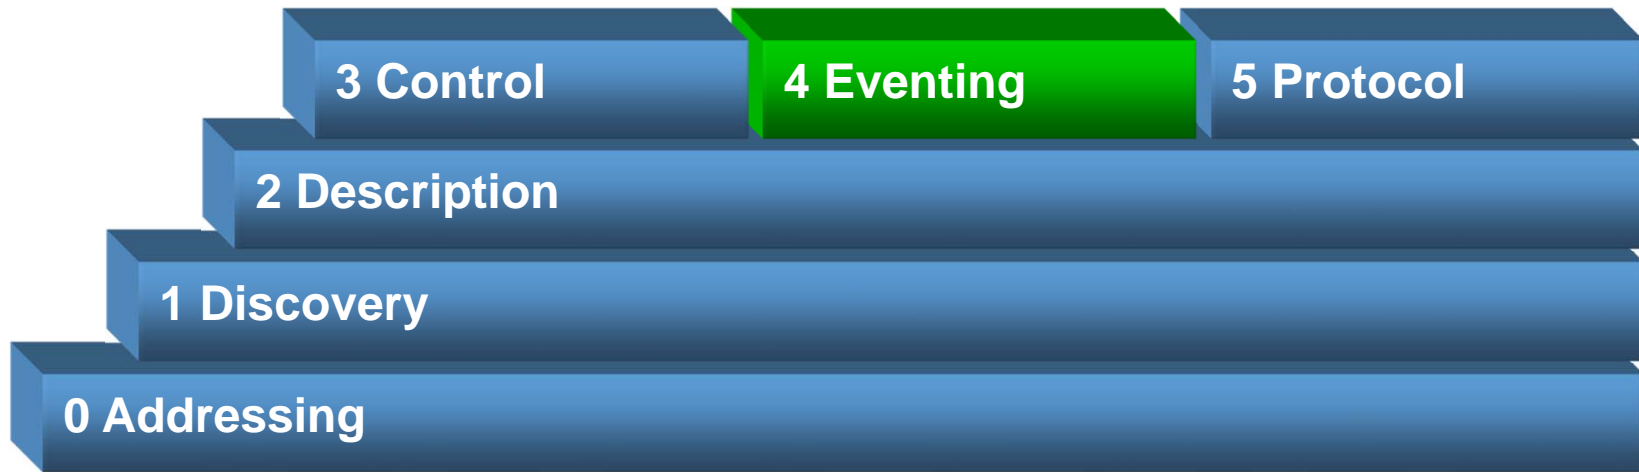 3 Control
4 Eventing
5 Protocol
2 Description
1 Discovery
0 Addressing